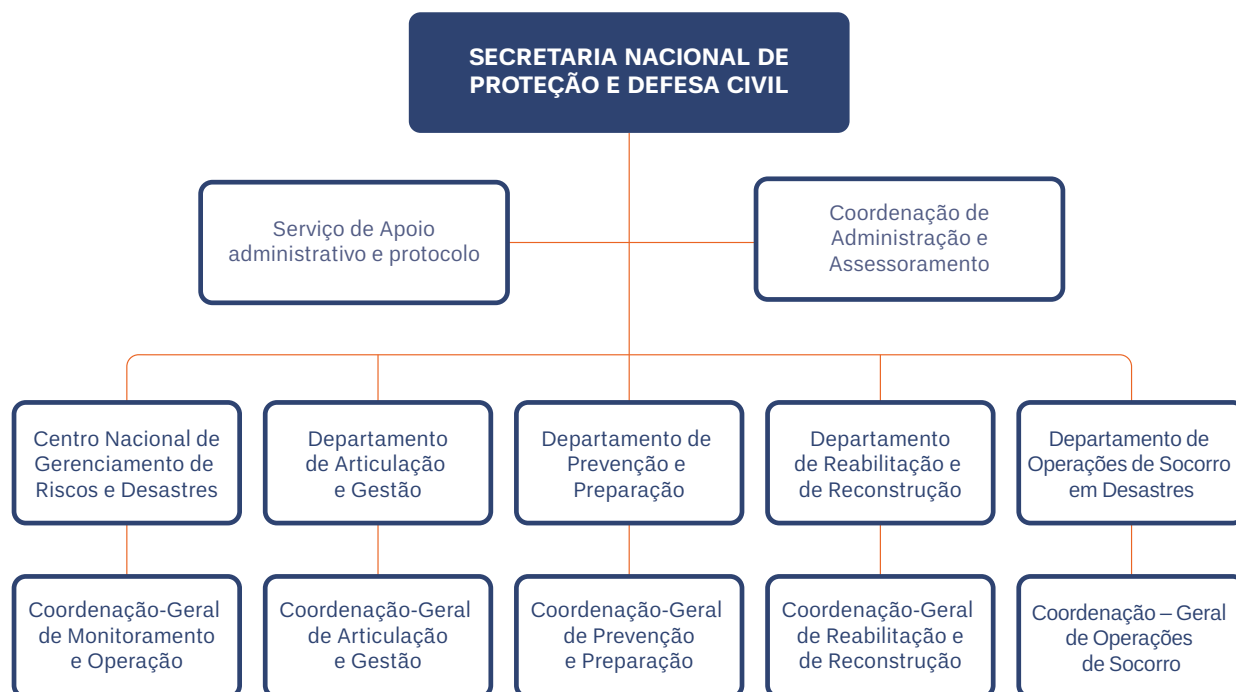 SECRETARIA NACIONAL DE
PROTEÇÃO E DEFESA CIVIL
Serviço de Apoio
administrativo e protocolo
Coordenação de
Administração e
Assessoramento
Centro Nacional de
Gerenciamento de
Riscos e Desastres
Departamento
de Articulação
e Gestão
Departamento de
Prevenção e
Preparação
Departamento
de Reabilitação e
de Reconstrução
Departamento de
Operações de Socorro
em Desastres
Coordenação-Geral
de Monitoramento
e Operação
Coordenação-Geral
de Articulação
e Gestão
Coordenação-Geral
de Prevenção
e Preparação
Coordenação-Geral
de Reabilitação e
de Reconstrução
Coordenação – Geral
de Operações
de Socorro